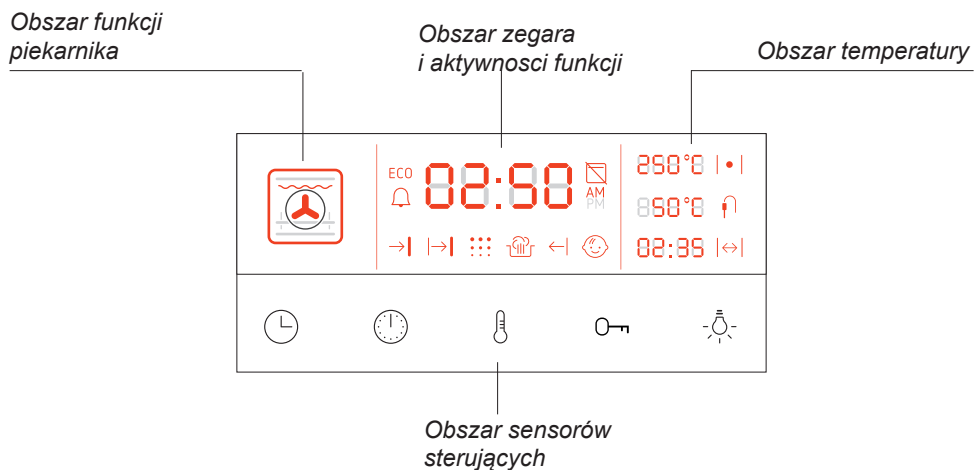 Obszar funkcji
piekarnika
Obszar zegara
i aktywnosci funkcji
Obszar temperatury
ECO
02:50
AM
PM
250°C
50°C
02:35
Obszar sensorów
sterujących